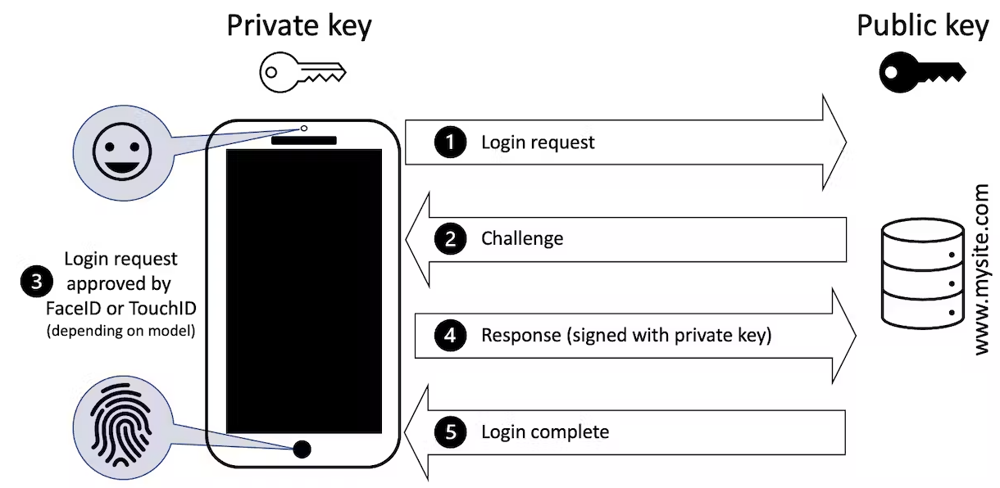 Private key
Public key
1 Login request
2 Challenge
3 Login request
approved by
FaceID or TouchID
(depending on model)
4 Response (signed with private key)
5 Login complete
www.mysite.com